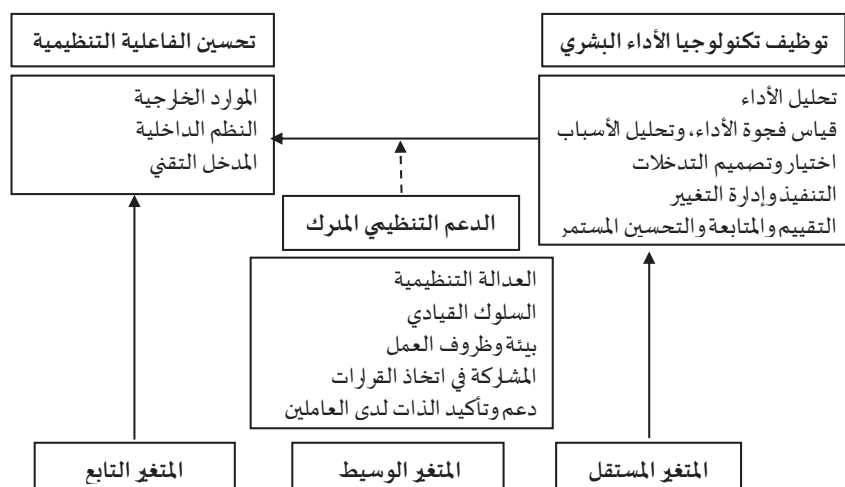 توظيف تكنولوجيا الأداء البشري
تحليل الأداء
قياس فجوة الأداء، وتحليل الأسباب
اختيار وتصميم التدخلات
التنفيذ وإدارة التغيير
التقييم والمتابعة والتحسين المستمر
تحسين الفاعلية التنظيمية
الموارد الخارجية
النظم الداخلية
المدخل التقني
الدعم التنظيمي المدرك
العدالة التنظيمية
السلوك القيادي
بيئة وظروف العمل
المشاركة في اتخاذ القرارات
دعم وتأكيد الذات لدى العاملين
المتغير المستقل
المتغير الوسيط
المتغير التابع